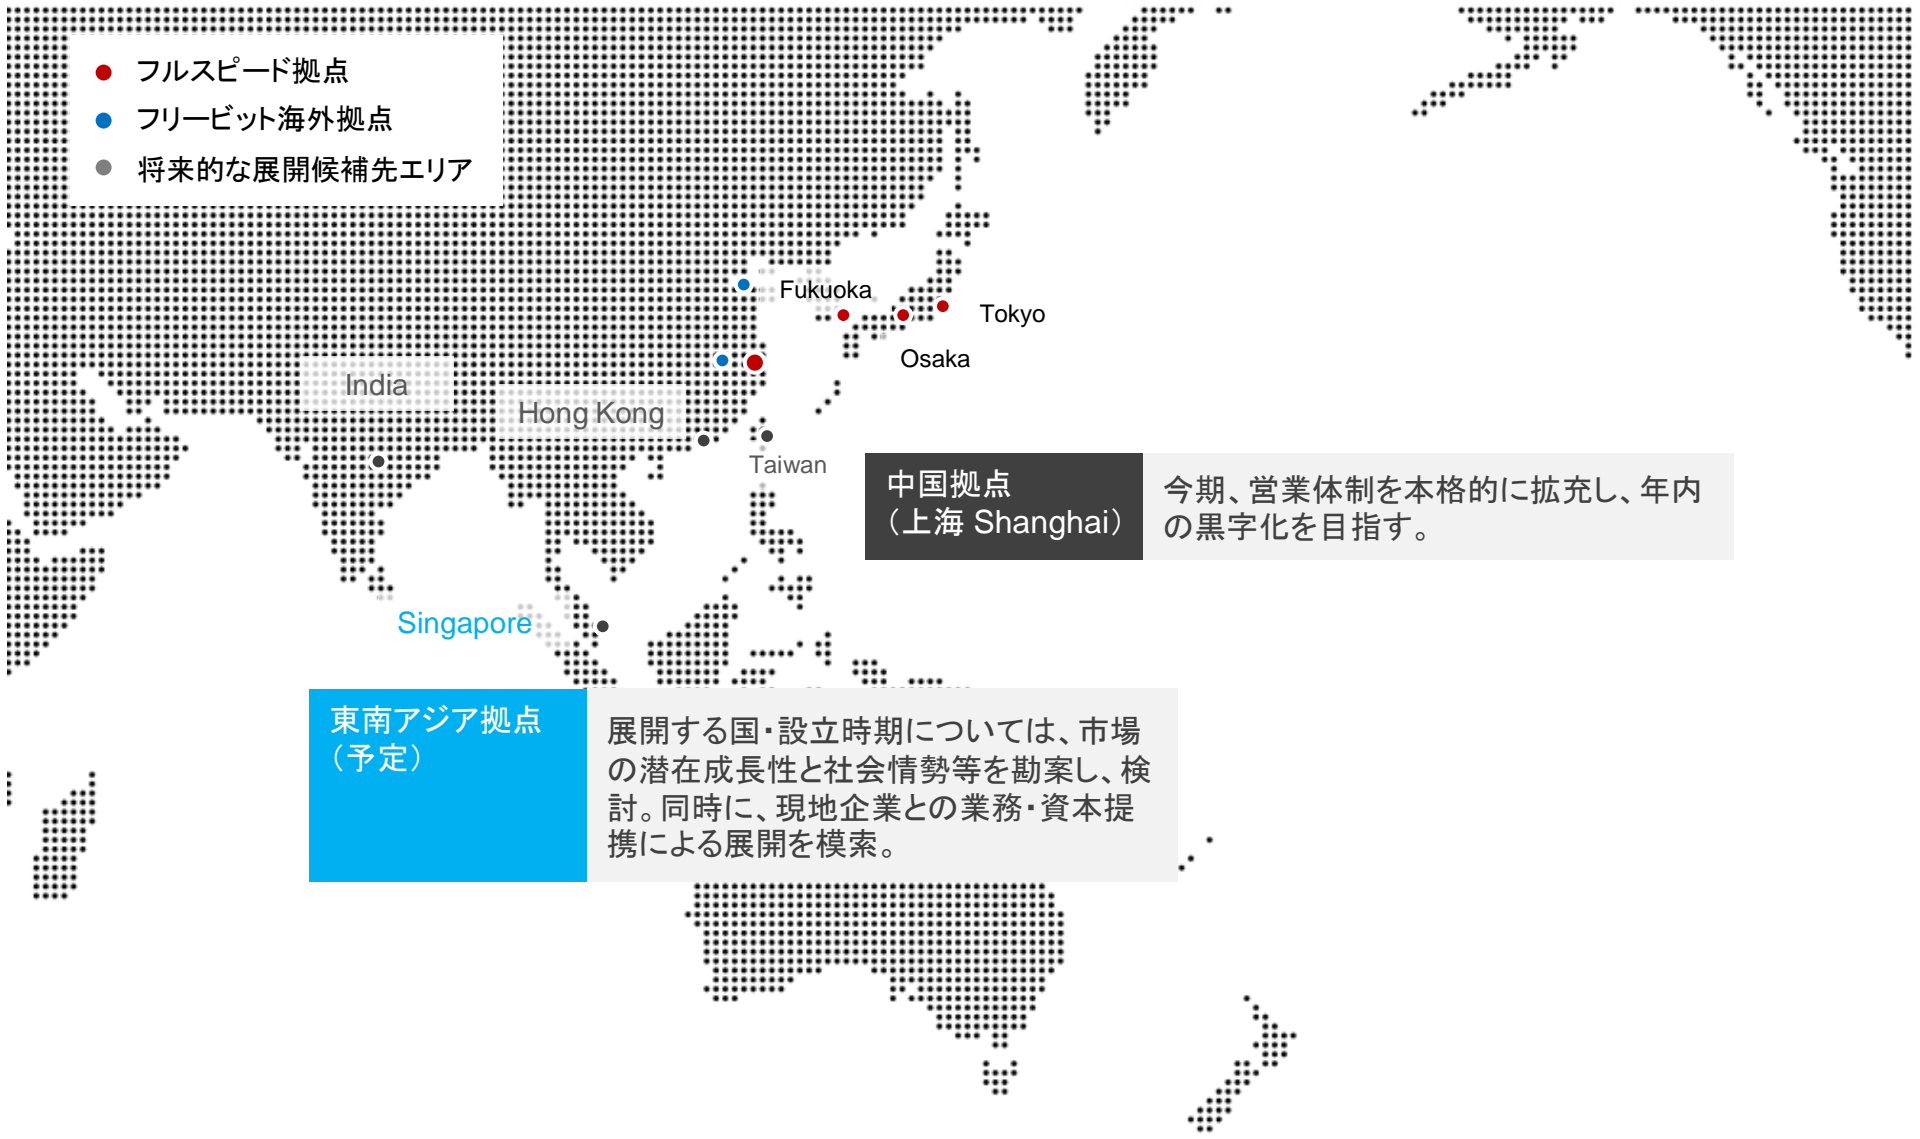 フルスピード拠点
フリービット海外拠点
将来的な展開候補先エリア
Fukuoka
Tokyo
Osaka
India
Hong Kong
Taiwan
中国拠点
（上海 Shanghai）
今期、営業体制を本格的に拡充し、年内
の黒字化を目指す。
Singapore
東南アジア拠点
（予定）
展開する国・設立時期については、市場
の潜在成長性と社会情勢等を勘案し、検
討。同時に、現地企業との業務・資本提
携による展開を模索。